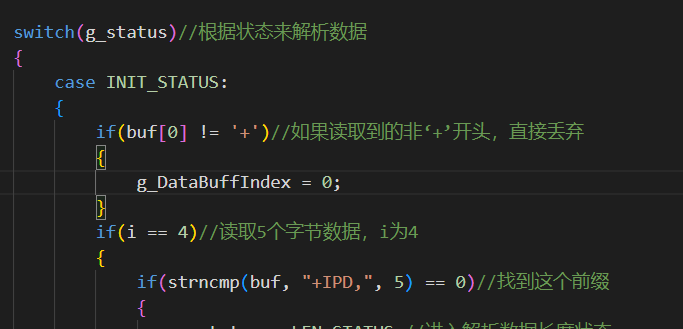 switch(g_status)//根据状态来解析数据
{
case INIT_STATUS:
{
if(buf[0] != '+')//如果读取到的非‘+’开头，直接丢弃
{
g_DataBuffIndex = 0;
}
if(i == 4)//读取5个字节数据，i为4
{
if(strncmp(buf, "+IPD,", 5) == 0)//找到这个前缀
{